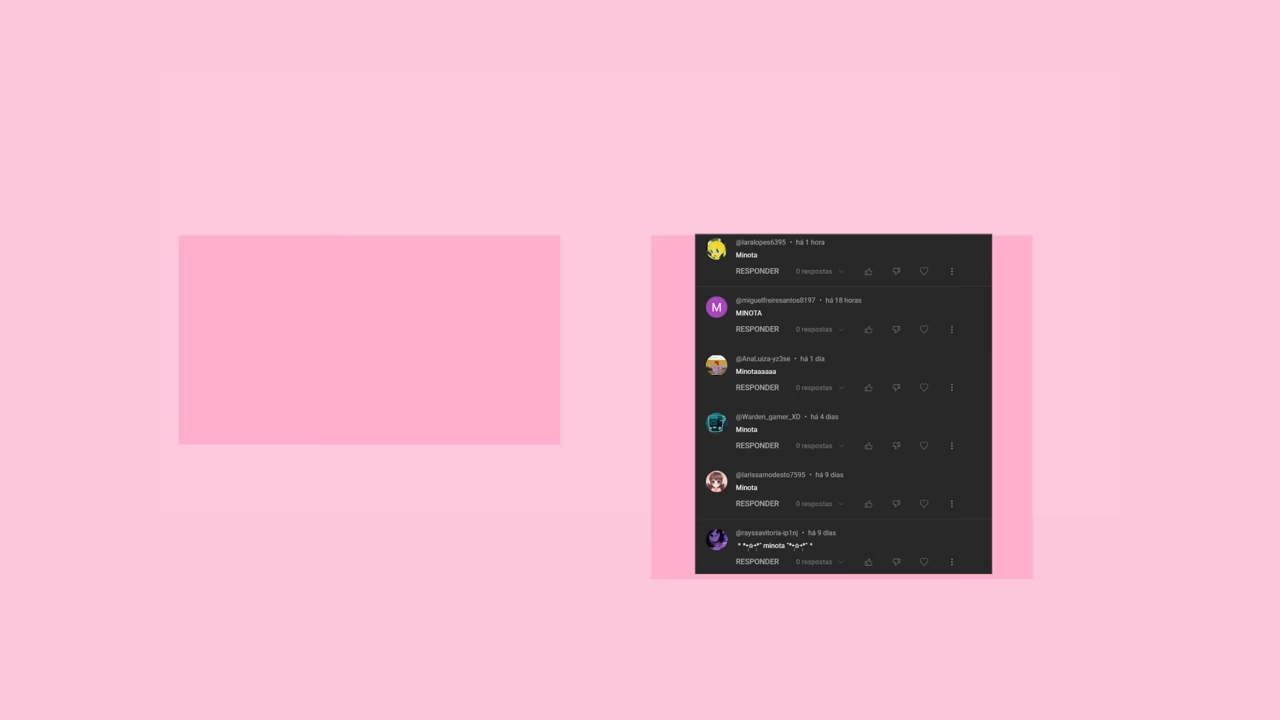 @laralopes6395 • há 1 hora
Minota
RESPONDER 0 respostas
M
@miguelfreiresantos8197 • há 18 horas
MINOTA
RESPONDER 0 respostas
@AnaLuiza-yz3se • há 1 dia
Minotaaaaaa
RESPONDER 0 respostas
@Warden_gamer_XD • há 4 dias
Minota
RESPONDER 0 respostas
@larissamodesto7595 • há 9 dias
Minota
RESPONDER 0 respostas
@rayssavitoria-ip1nj • há 9 dias
minota
RESPONDER 0 respostas